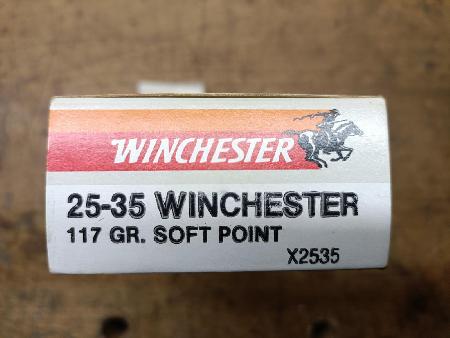 WINCHESTER
25-35 WINCHESTER
117 GR. SOFT POINT
X2535